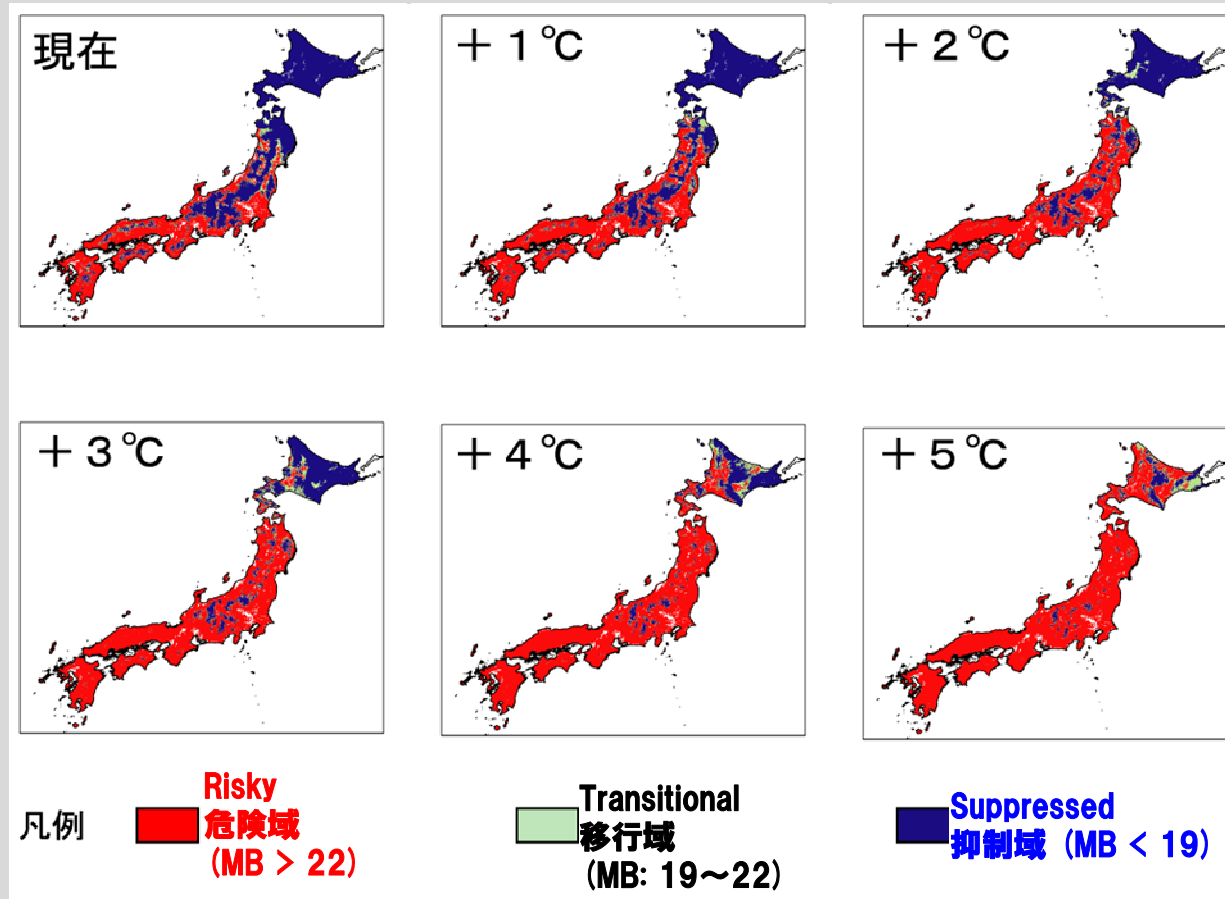 現在
＋１℃
＋２℃
＋３℃
＋４℃
＋５℃
凡例
Risky
危険域
(MB > 22)
Transitional
移行域
(MB: 19～22)
Suppressed
抑制域 (MB < 19)